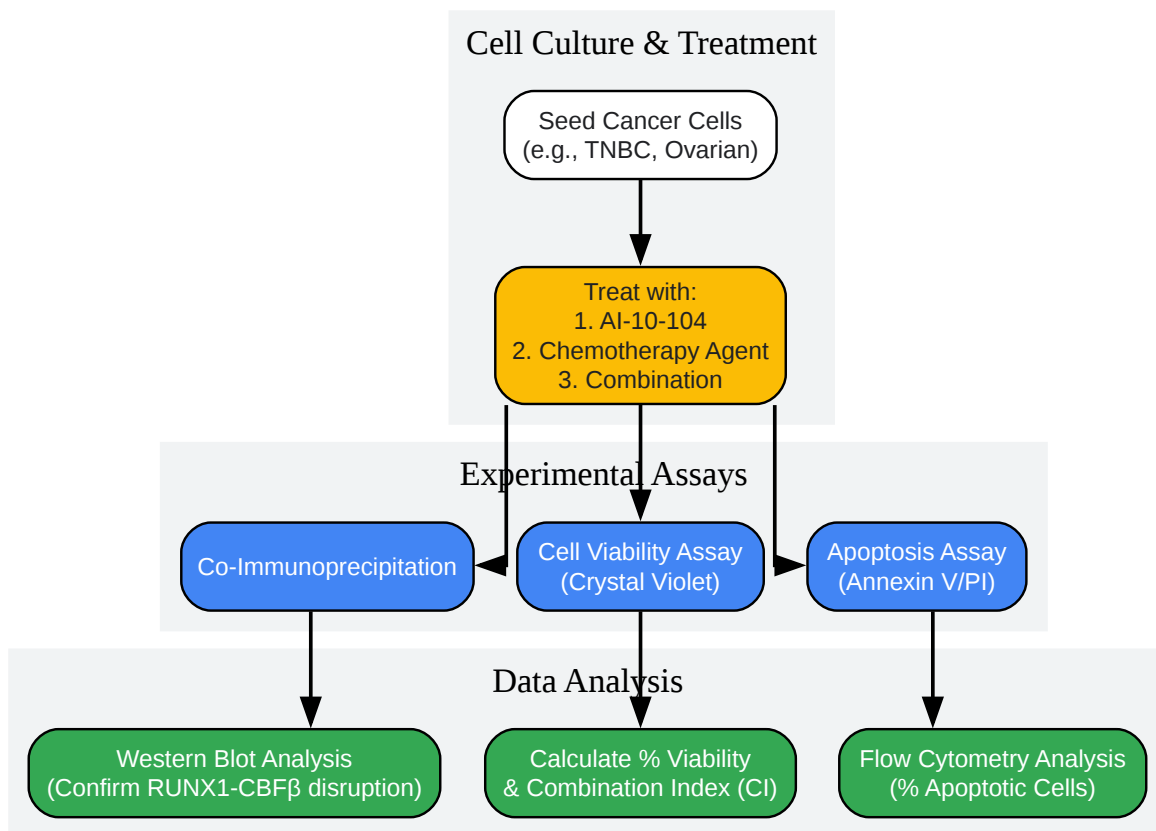 Cell Culture & Treatment
Seed Cancer Cells
(e.g., TNBC, Ovarian)
Treat with:
1. AI-10-104
2. Chemotherapy Agent
3. Combination
Experimental Assays
Co-Immunoprecipitation
Cell Viability Assay
(Crystal Violet)
Apoptosis Assay
(Annexin V/PI)
Data Analysis
Western Blot Analysis
(Confirm RUNX1-CBFβ disruption)
Calculate % Viability
& Combination Index (CI)
Flow Cytometry Analysis
(% Apoptotic Cells)